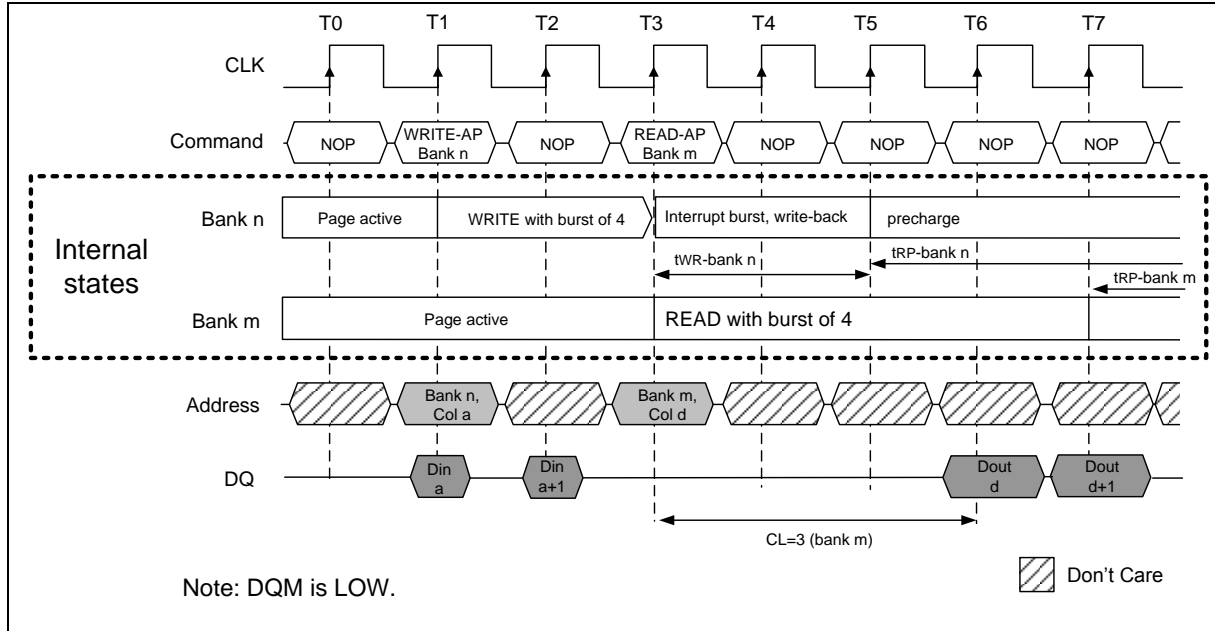 T0 T1 T2 T3 T4 T5 T6 T7
CLK
Command NOP WRITE-AP NOP READ-AP NOP NOP NOP NOP
Bank n Bank m
Bank n Page active WRITE with burst of 4 Interrupt burst, write-back precharge
Internal
states
tWR-bank n tRP-bank n
tRP-bank m
Bank m Page active READ with burst of 4
Address Bank n, Bank m,
Col a Col d
DQ Din Din Dout Dout
a a+1 d d+1
CL=3 (bank m)
Note: DQM is LOW. Don't Care